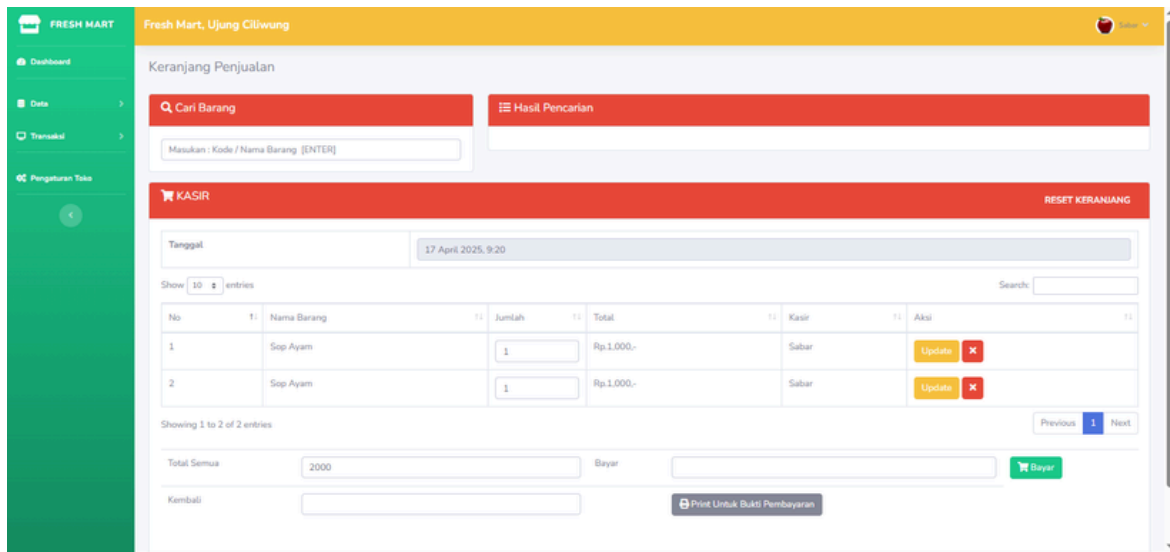 FRESH MART
Fresh Mart, Ujung Ciliwung
Sabar
Dashboard
Data
Transaksi
Pengaturan Toko
Keranjang Penjualan
Cari Barang
Hasil Pencarian
Masukan : Kode / Nama Barang [ENTER]
KASIR
RESET KERANJANG
Tanggal
17 April 2025, 9:20
Show 10 entries
Search:
No Nama Barang Jumlah Total Kasir Aksi
1 Sop Ayam 1 Rp.1,000,- Sabar Update
2 Sop Ayam 1 Rp.1,000,- Sabar Update
Showing 1 to 2 of 2 entries
Previous 1 Next
Total Semua 2000 Bayar Bayar
Kembali Print Untuk Bukti Pembayaran